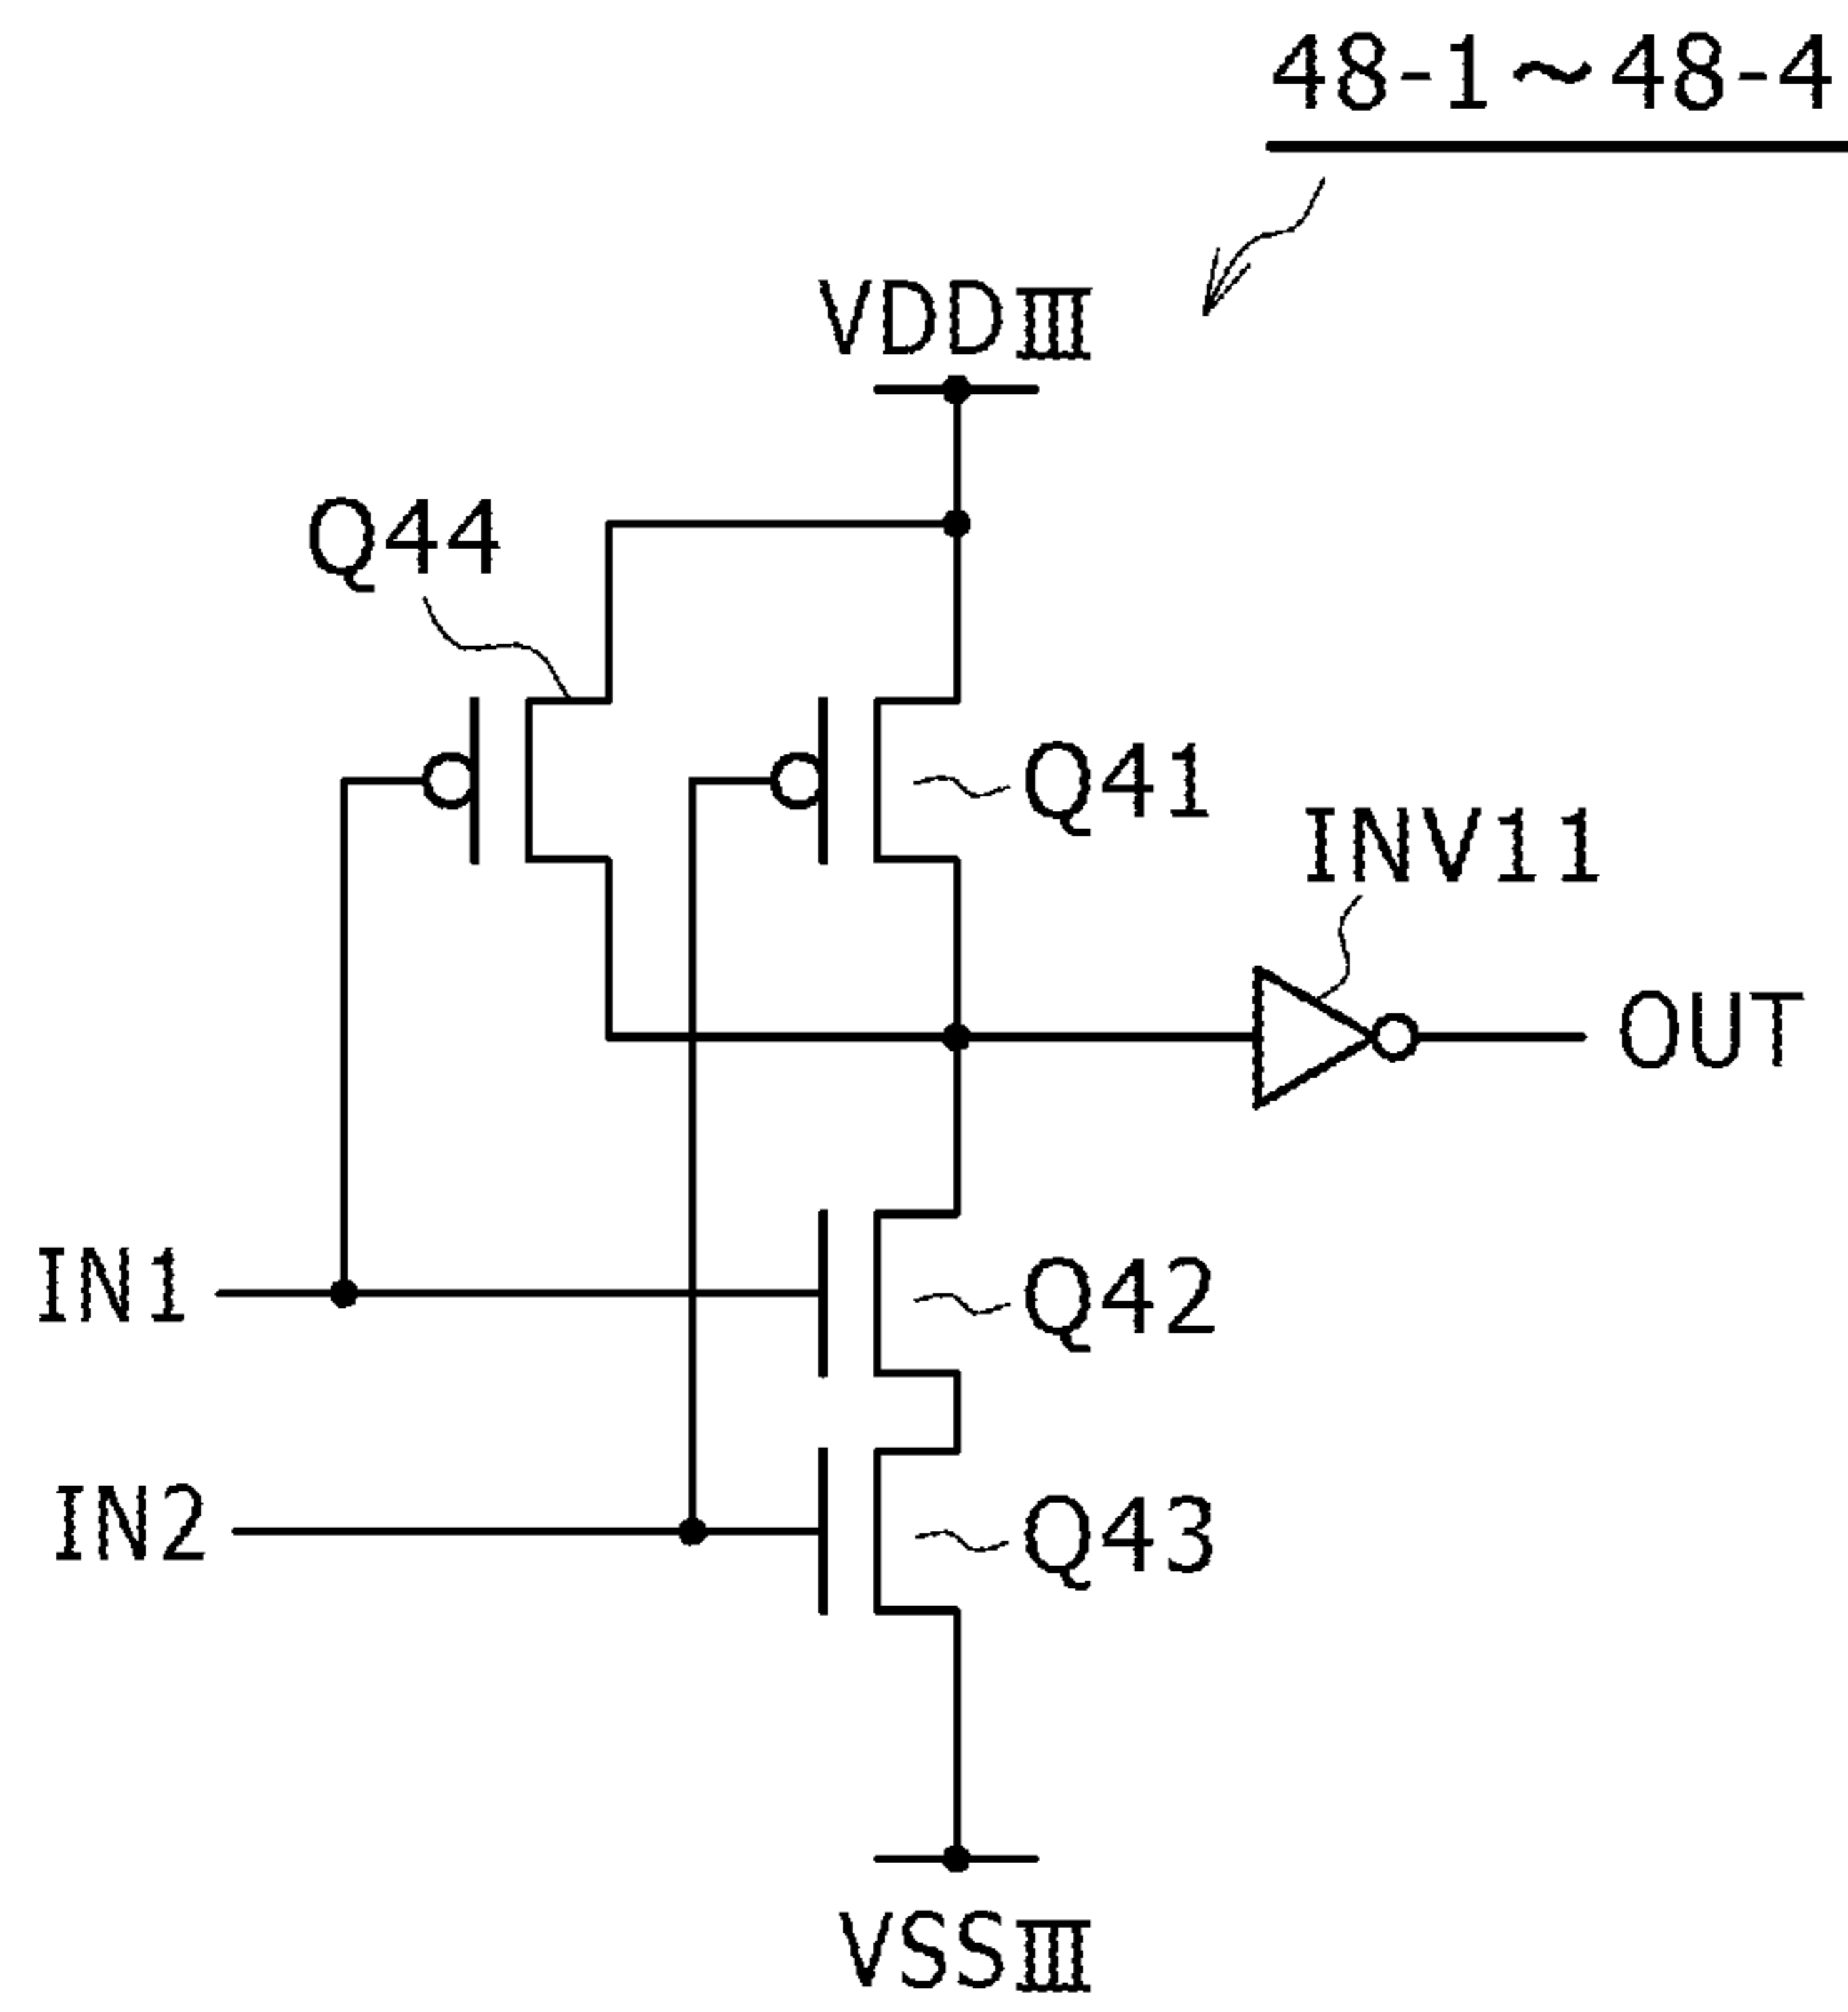 48-1～48-4
VDDⅢ
Q44
Q41
INV11
OUT
IN1
Q42
IN2
Q43
VSSⅢ